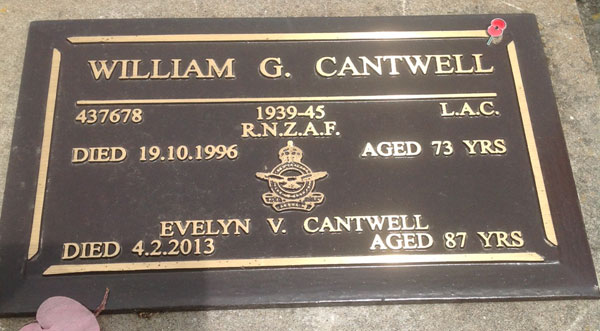 WILLIAM G. CANTWELL
437678 1939-45 L.A.C.
R.N.Z.A.F.
DIED 19.10.1996 AGED 73 YRS
EVELYN V. CANTWELL
DIED 4.2.2013 AGED 87 YRS